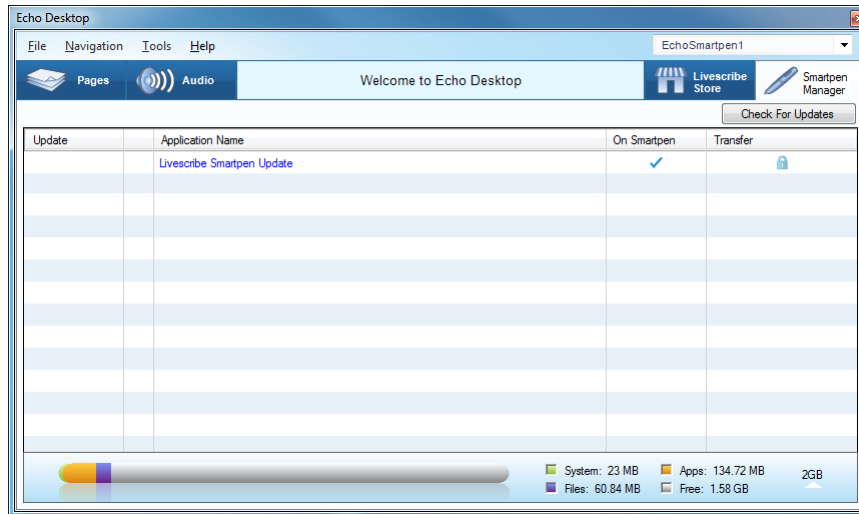 Echo Desktop
File Navigation Tools Help EchoSmartpen1
Pages Audio Welcome to Echo Desktop Livescribe Store Smartpen Manager
Check For Updates
Update Application Name On Smartpen Transfer
Livescribe Smartpen Update
System: 23 MB Apps: 134.72 MB 2GB
Files: 60.84 MB Free: 1.58 GB